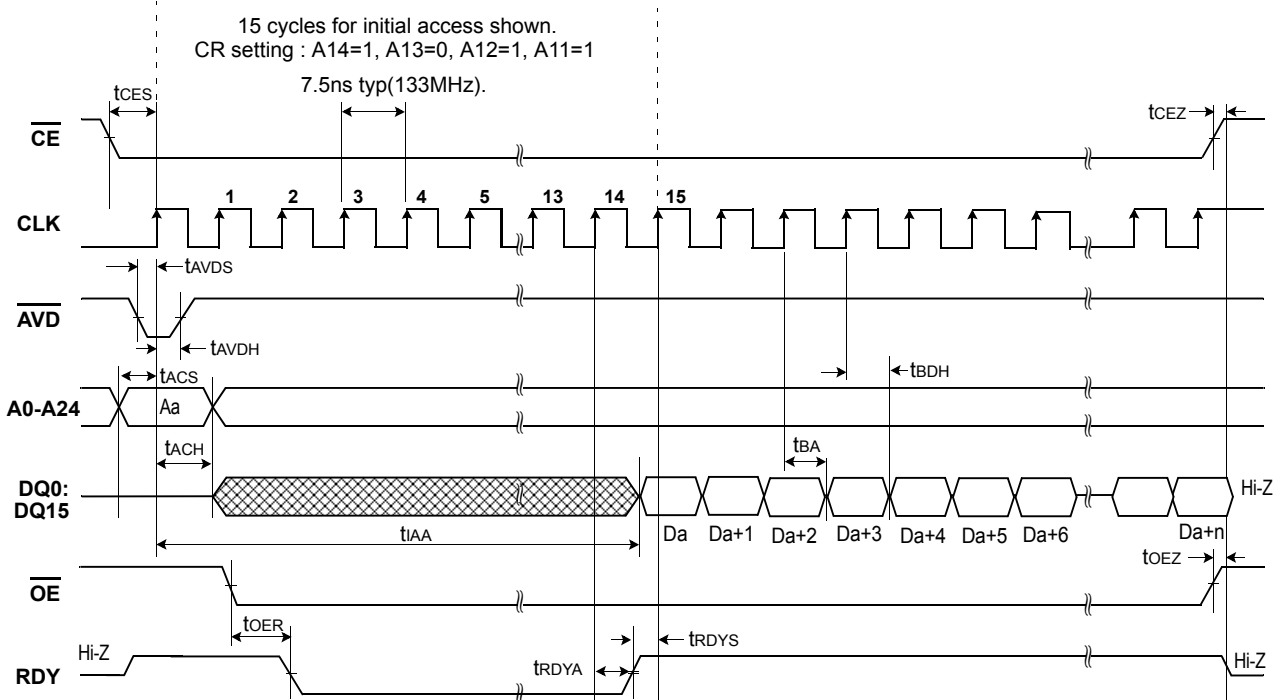 15 cycles for initial access shown.
CR setting : A14=1, A13=0, A12=1, A11=1
7.5ns typ(133MHz).
tCES
tCEZ
CE
1 2 3 4 5 13 14 15
CLK
tAVDS
AVD
tAVDH
tACS
tBDH
A0-A24
Aa
tBA
tACH
DQ0:
DQ15
Hi-Z
tIAA
Da Da+1 Da+2 Da+3 Da+4 Da+5 Da+6 Da+n
tOEZ
OE
tOER
tRDYS
Hi-Z
tRDYA
Hi-Z
RDY